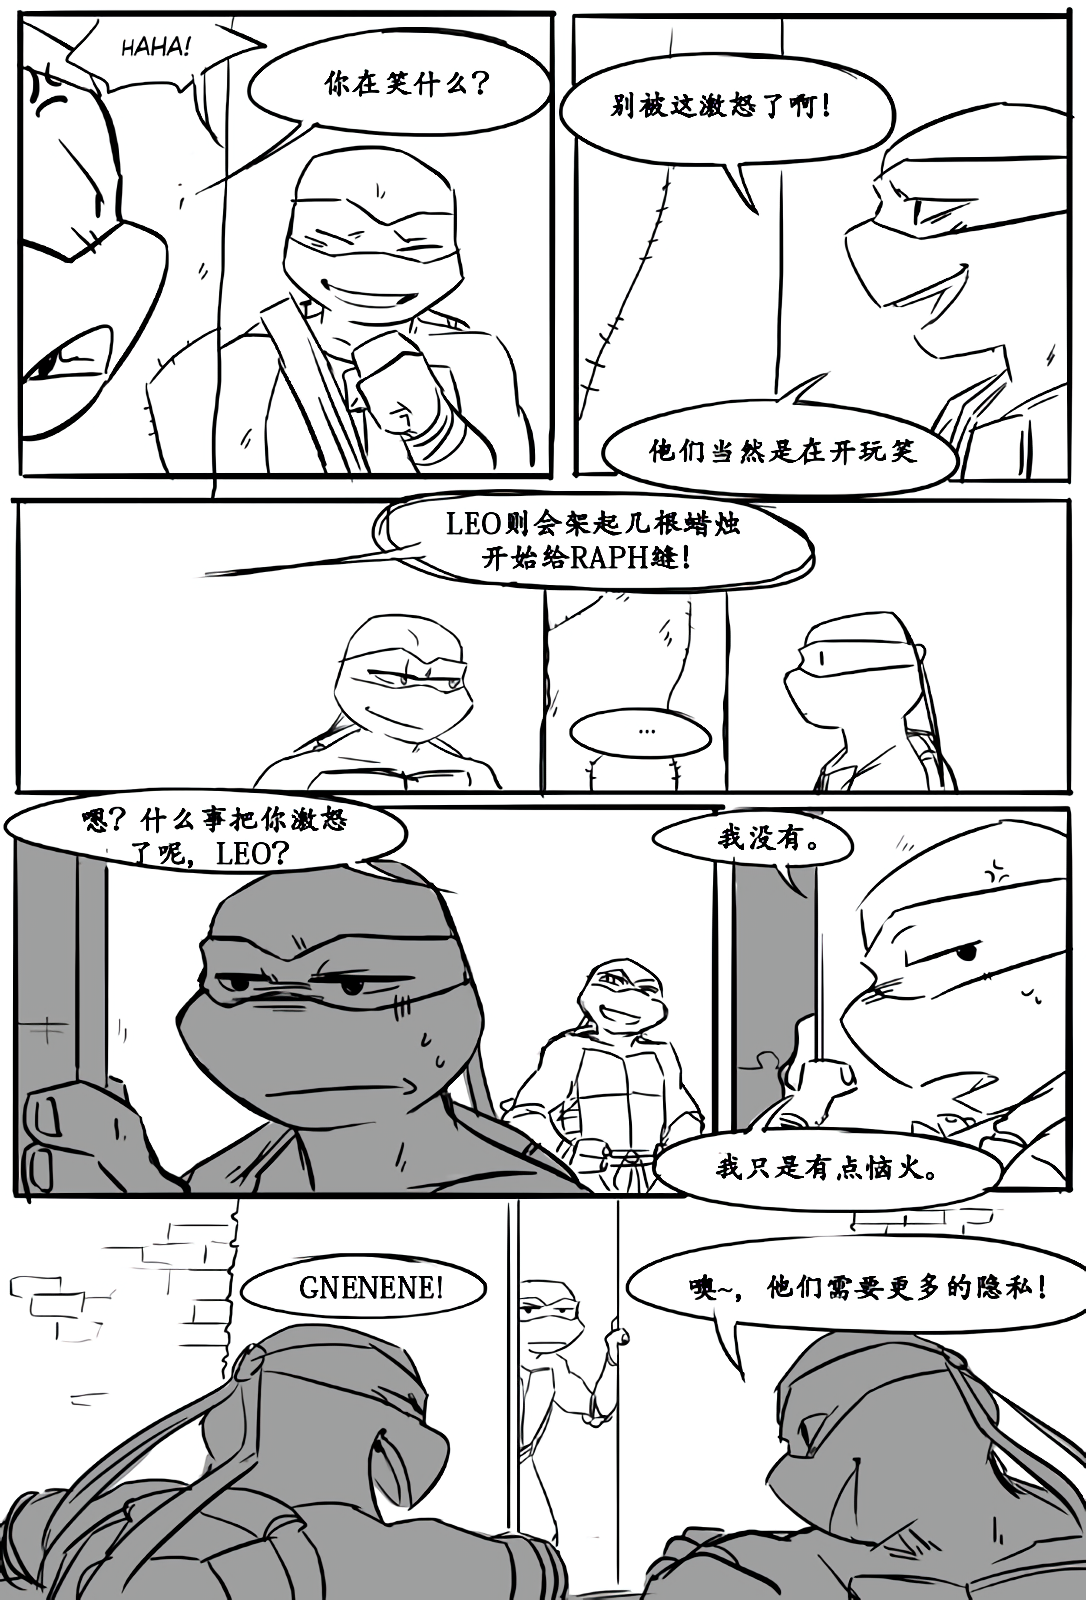 HAHA!
你在笑什么？
别被这激怒了啊！
他们当然是在开玩笑
LEO则会架起几根蜡烛
开始给RAPH缝！
...
嗯？什么事把你激怒
了呢，LEO？
我没有。
我只是有点恼火。
GNENENE！
噢~，他们需要更多的隐私！